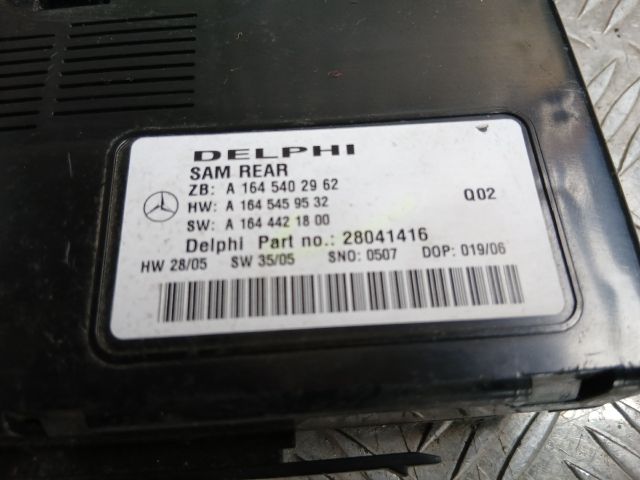 DELPHI
SAM REAR
ZB: A 164 540 29 62
HW: A 164 545 95 32
SW: A 164 442 18 00
Q02
Delphi Part no.: 28041416
HW 28/05 SW 35/05 SNO: 0507 DOP: 019/06